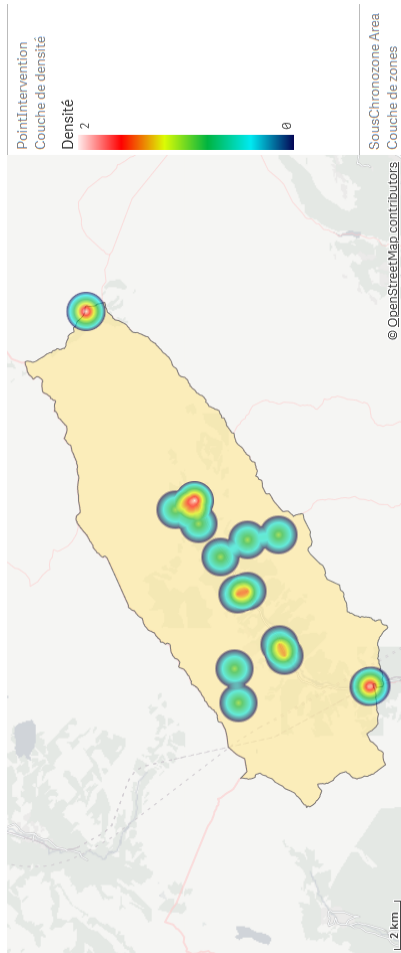 PointIntervention
Couche de densité
Densité
2
0
SousChronozone Area
Couche de zones
© OpenStreetMap contributors
2 km